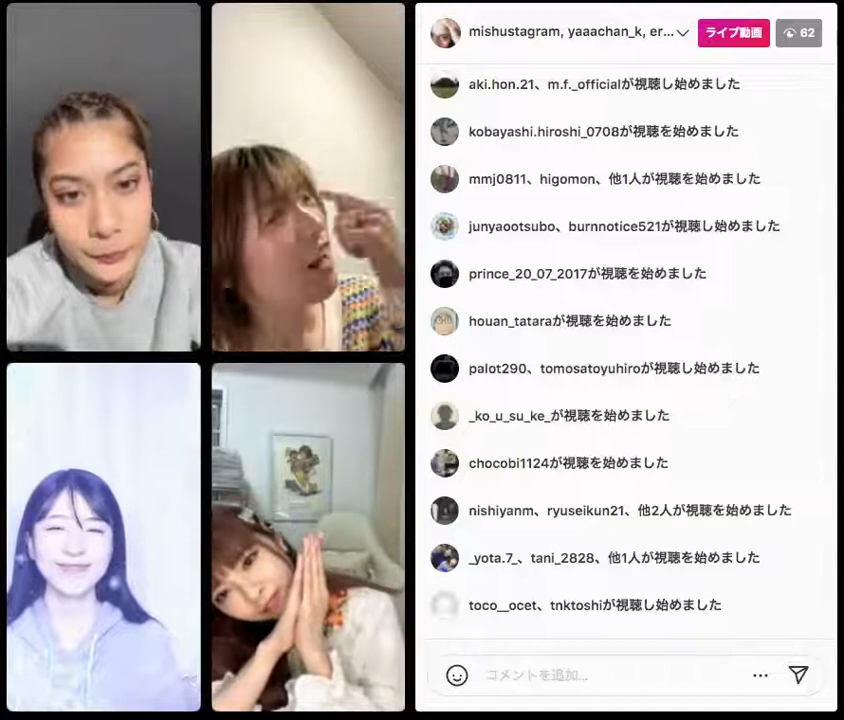 mishustagram, yaaachan_k, er...
ライブ動画
62
aki.hon.21、m.f._officialが視聴し始めました
kobayashi.hiroshi_0708が視聴を始めました
mmj0811、higomon、他1人が視聴を始めました
junyaootsubo、burnnotice521が視聴し始めました
prince_20_07_2017が視聴を始めました
houan_tataraが視聴を始めました
palot290、tomosatoyuhiroが視聴し始めました
_ko_u_su_ke_が視聴を始めました
chocobi1124が視聴を始めました
nishiyanm、ryuseikun21、他2人が視聴を始めました
_yota.7_、tani_2828、他1人が視聴を始めました
toco__ocet、tnktoshiが視聴し始めました
コメントを追加...